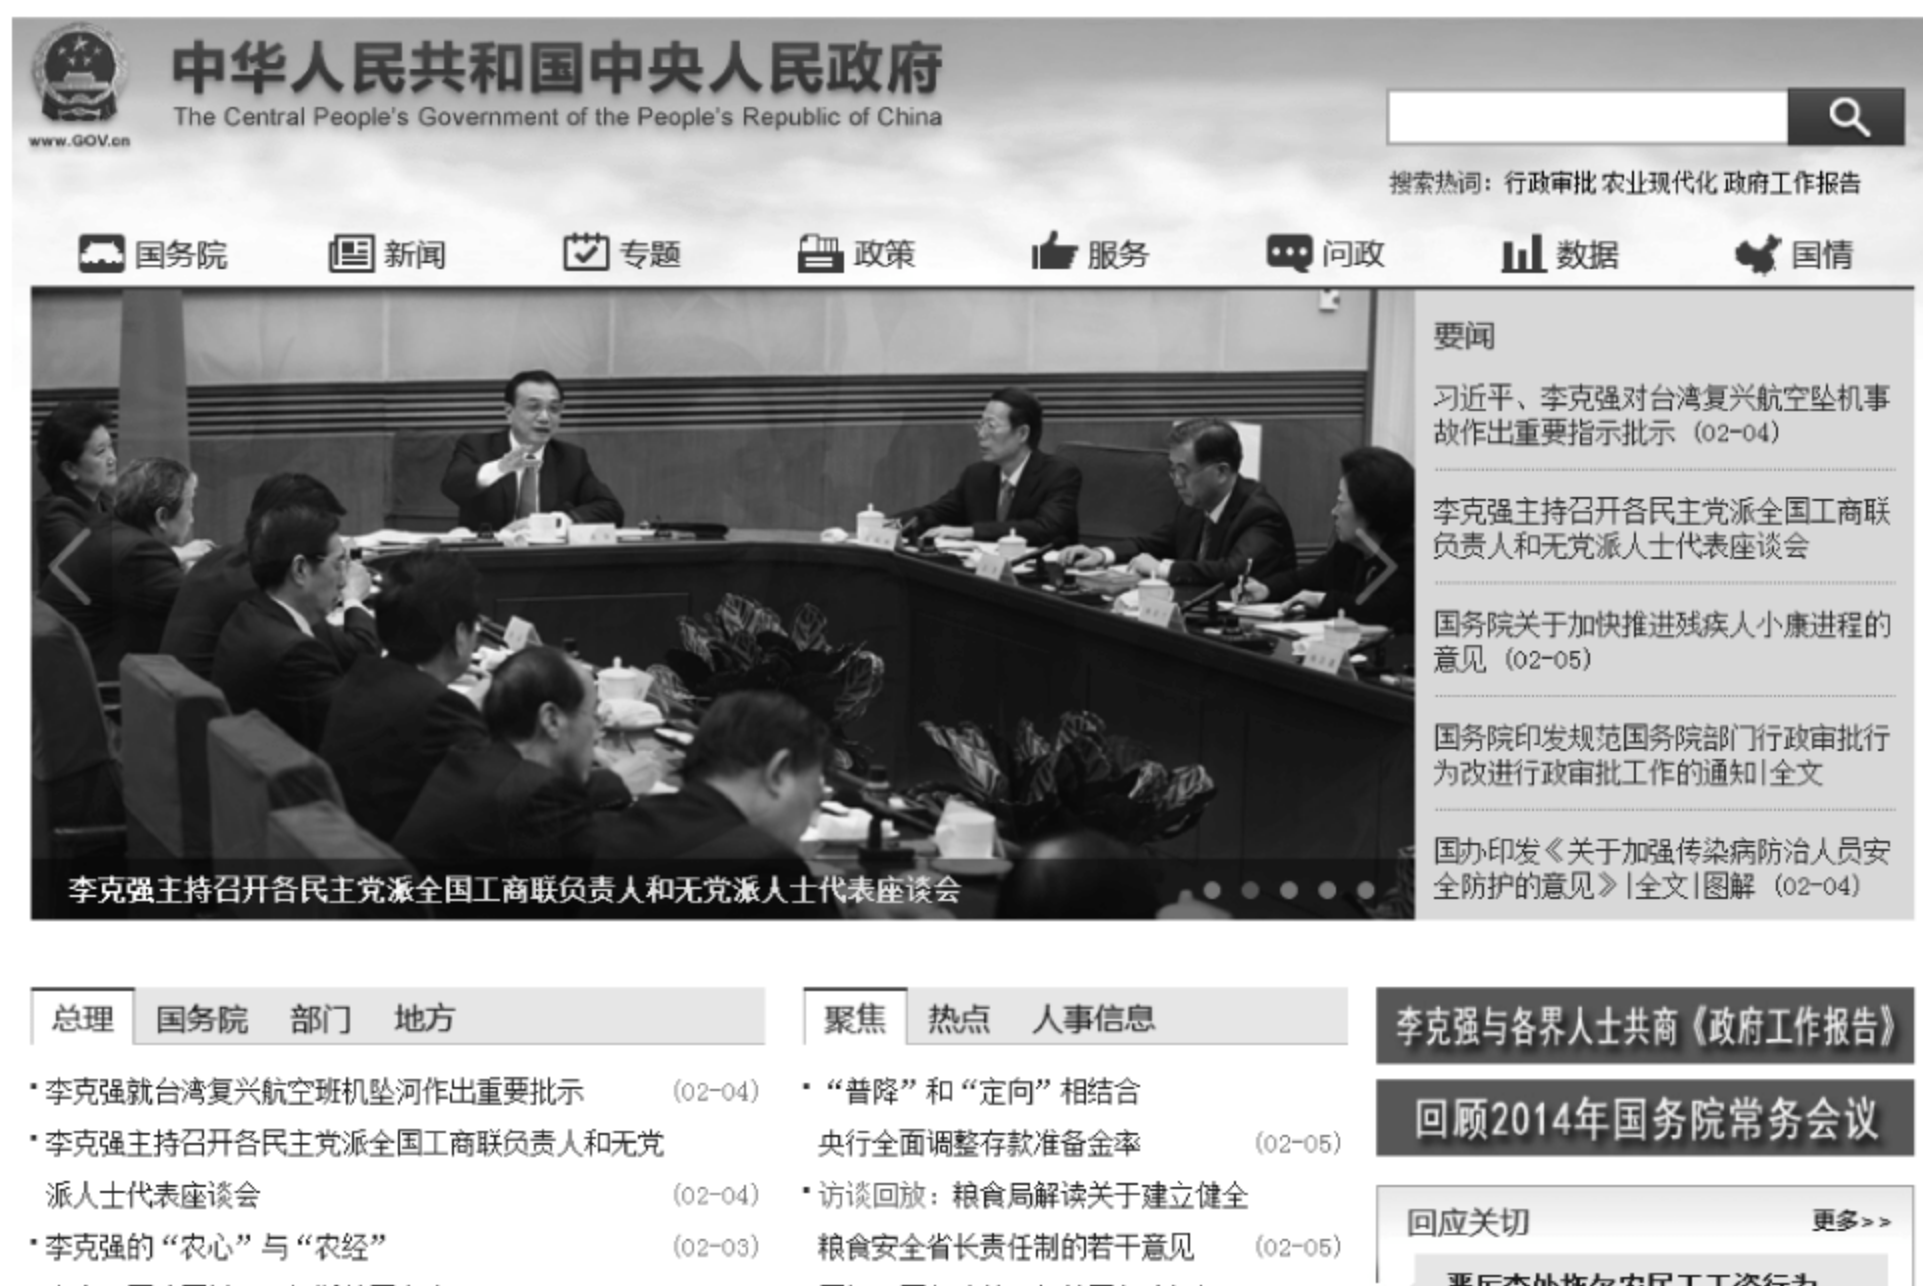 中华人民共和国中央人民政府
The Central People's Government of the People's Republic of China
www.GOV.cn
搜索热词：行政审批 农业现代化 政府工作报告
国务院 新闻 专题 政策 服务 问政 数据 国情
李克强主持召开各民主党派全国工商联负责人和无党派人士代表座谈会
要闻
习近平、李克强对台湾复兴航空坠机事
故作出重要指示批示 (02-04)
李克强主持召开各民主党派全国工商联
负责人和无党派人士代表座谈会
国务院关于加快推进残疾人小康进程的
意见 (02-05)
国务院印发规范国务院部门行政审批行
为改进行政审批工作的通知|全文
国办印发《关于加强传染病防治人员安
全防护的意见》|全文|图解 (02-04)
总理 国务院 部门 地方
李克强就台湾复兴航空班机坠河作出重要批示 (02-04)
李克强主持召开各民主党派全国工商联负责人和无党
派人士代表座谈会 (02-04)
李克强的“农心”与“农经” (02-03)
聚焦 热点 人事信息
“普降”和“定向”相结合
央行全面调整存款准备金率 (02-05)
访谈回放：粮食局解读关于建立健全
粮食安全省长责任制的若干意见 (02-05)
李克强与各界人士共商《政府工作报告》
回顾2014年国务院常务会议
回应关切 更多>>